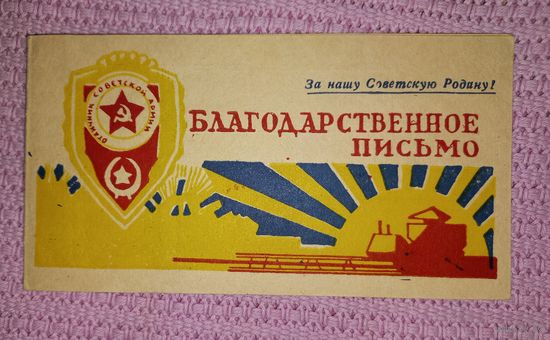 За нашу Советскую Родину!
ОТЛИЧНИК СОВЕТСКОЙ АРМИИ
БЛАГОДАРСТВЕННОЕ
ПИСЬМО